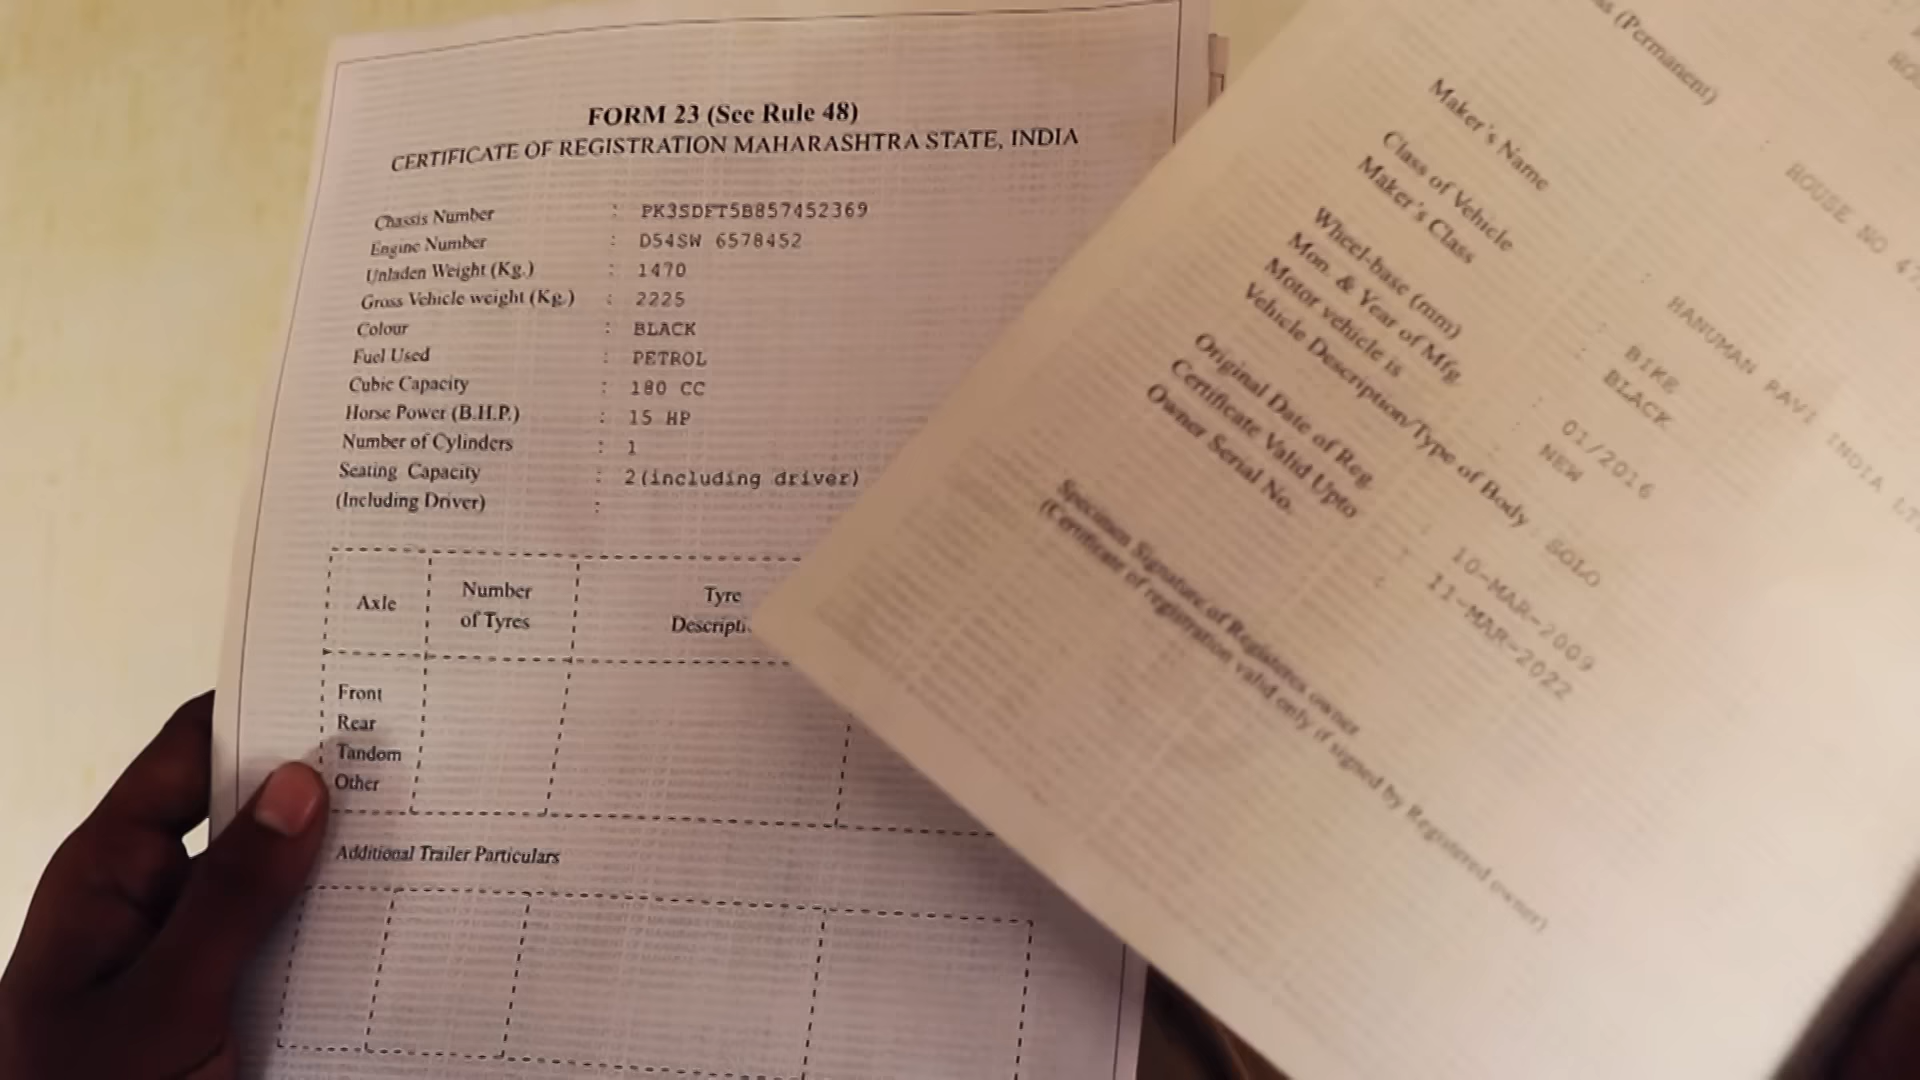 FORM 23 (See Rule 48)
CERTIFICATE OF REGISTRATION MAHARASHTRA STATE, INDIA
Chassis Number : PK3SDFT5B857452369
Engine Number : D54SW 6578452
Unladen Weight (Kg.) : 1470
Gross Vehicle weight (Kg.) : 2225
Colour : BLACK
Fuel Used : PETROL
Cubic Capacity : 180 CC
Horse Power (B.H.P.) : 15 HP
Number of Cylinders : 1
Seating Capacity : 2(including driver)
(Including Driver) :
Axle
Number
of Tyres
Tyre
Descripti
Front
Rear
Tandom
Other
Additional Trailer Particulars
(Permanent)
HOUSE NO
Maker's Name : HANUMAN PAVI INDIA
Class of Vehicle : BIKE
Maker's Class : BLACK
Wheel-base (mm)
Mon. & Year of Mfg. : 01/2016
Motor vehicle is : NEW
Vehicle Description/Type of Body : SOLO
Original Date of Reg. : 10-MAR-2009
Certificate Valid Upto : 11-MAR-2022
Owner Serial No. :
Specimen Signature of Registeres owner
(Certificate of registration valid only if signed by Registered owner)